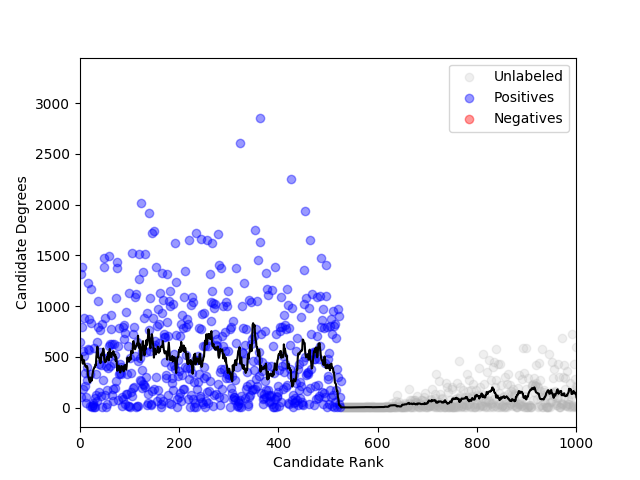 Unlabeled
Positives
Negatives
3000
2500
2000
1500
1000
500
0
Candidate Degrees
0 200 400 600 800 1000
Candidate Rank